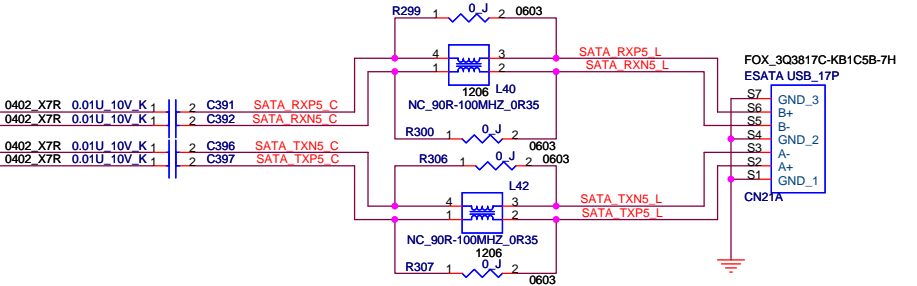 R299 1 0_J 2 0603
4 3 SATA_RXP5_L
1 2 SATA_RXN5_L
1206 L40
NC_90R-100MHZ_0R35
FOX_3Q3817C-KB1C5B-7H
ESATA USB_17P
0402_X7R 0.01U_10V_K 1 2 C391 SATA_RXP5_C
0402_X7R 0.01U_10V_K 1 2 C392 SATA_RXN5_C
R300 1 0_J 2 0603
0402_X7R 0.01U_10V_K 1 2 C396 SATA_TXN5_C
0402_X7R 0.01U_10V_K 1 2 C397 SATA_TXP5_C
R306 1 0_J 2 0603
S7 GND_3
S6 B+
S5 B-
S4 GND_2
S3 A-
S2 A+
S1 GND_1
CN21A
L42
4 3 SATA_TXN5_L
1 2 SATA_TXP5_L
NC_90R-100MHZ_0R35
1206
R307 1 0_J 2 0603